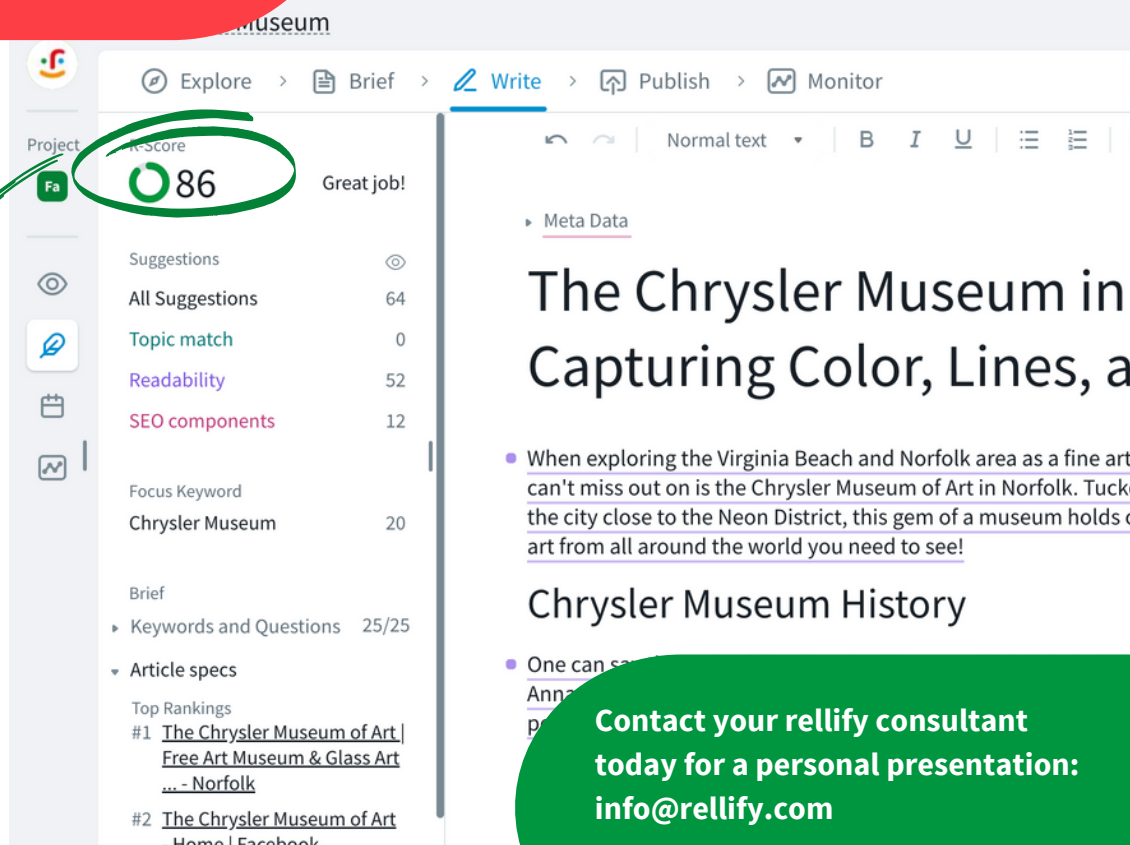 Museum
Explore
Brief
Write
Publish
Monitor
Project
R-Score
Fa
86
Great job!
Normal text
B I U
Meta Data
Suggestions
All Suggestions 64
Topic match 0
Readability 52
SEO components 12
Focus Keyword
Chrysler Museum 20
Brief
Keywords and Questions 25/25
Article specs
Top Rankings
#1 The Chrysler Museum of Art |
Free Art Museum & Glass Art
... - Norfolk
#2 The Chrysler Museum of Art
- Home | Facebook
The Chrysler Museum in
Capturing Color, Lines, a
When exploring the Virginia Beach and Norfolk area as a fine art
can't miss out on is the Chrysler Museum of Art in Norfolk. Tuck
the city close to the Neon District, this gem of a museum holds
art from all around the world you need to see!
Chrysler Museum History
One can
Anna
Contact your rellify consultant
today for a personal presentation:
info@rellify.com